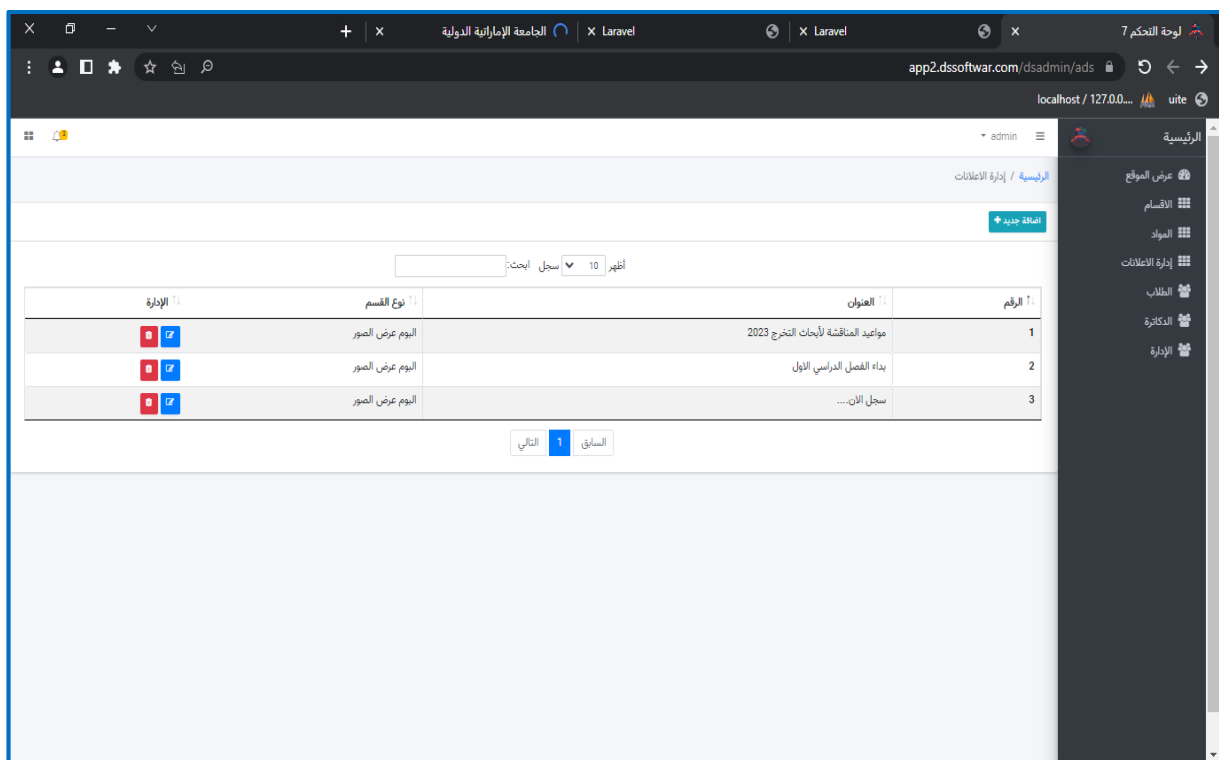 لوحة التحكم 7
Laravel
Laravel
الجامعة الإماراتية الدولية
app2.dssoftwar.com/dsadmin/ads
uite
localhost / 127.0.0....
الرئيسية
admin
3
عرض الموقع
الاقسام
المواد
إدارة الاعلانات
الطلاب
الدكاترة
الإدارة
الرئيسية / إدارة الاعلانات
اضافة جديد +
أظهر 10 سجل ابحث:
الرقم العنوان نوع القسم الإدارة
1 مواعيد المناقشة لأبحاث التخرج 2023 البوم عرض الصور
2 بداء الفصل الدراسي الاول البوم عرض الصور
3 سجل الان.... البوم عرض الصور
السابق 1 التالي